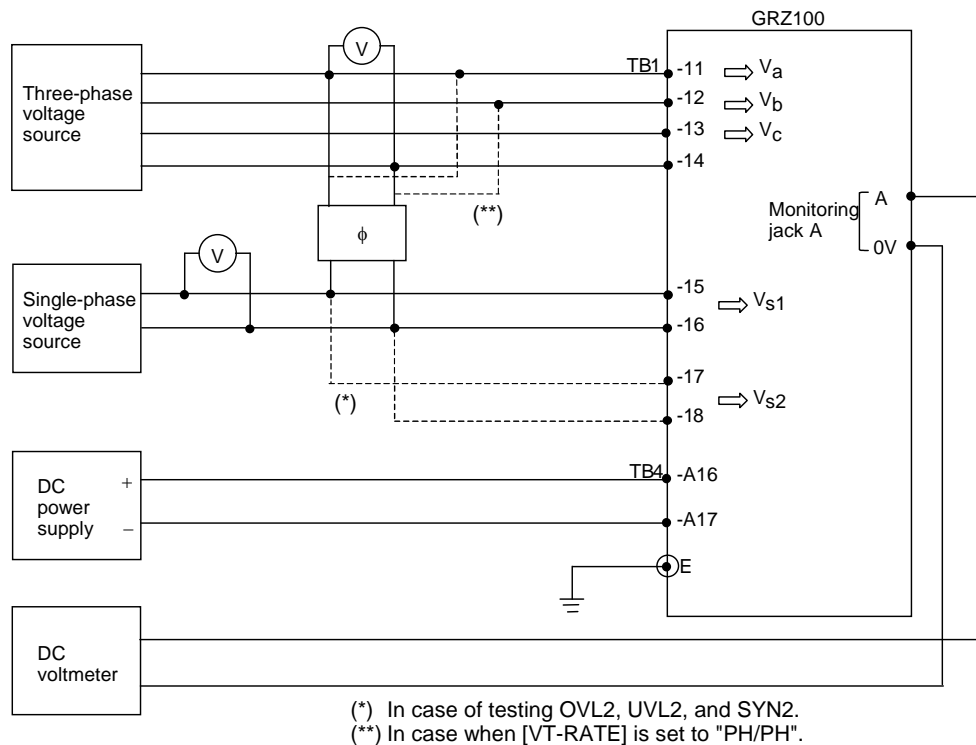 GRZ100
V
Three-phase
voltage
source
TB1
-11
Va
-12
Vb
-13
Vc
-14
(**)
ϕ
Monitoring
jack A
A
0V
V
Single-phase
voltage
source
-15
Vs1
-16
-17
(*)
Vs2
-18
DC
power
supply
+
−
TB4
-A16
-A17
E
DC
voltmeter
(*) In case of testing OVL2, UVL2, and SYN2.
(**) In case when [VT-RATE] is set to "PH/PH".